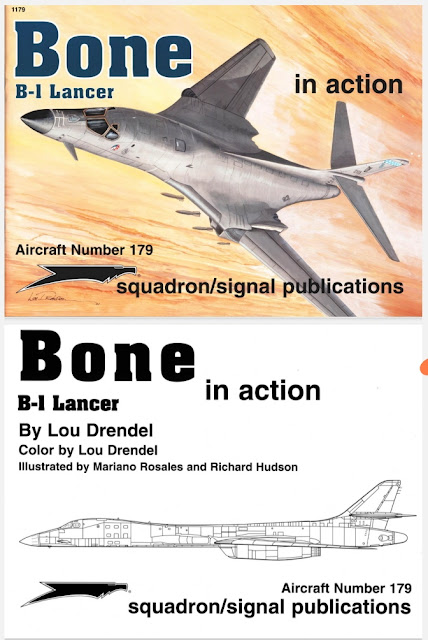 1179
Bone
B-1 Lancer
in action
Aircraft Number 179
squadron/signal publications
Bone
in action
B-1 Lancer
By Lou Drendel
Color by Lou Drendel
Illustrated by Mariano Rosales and Richard Hudson
Aircraft Number 179
squadron/signal publications